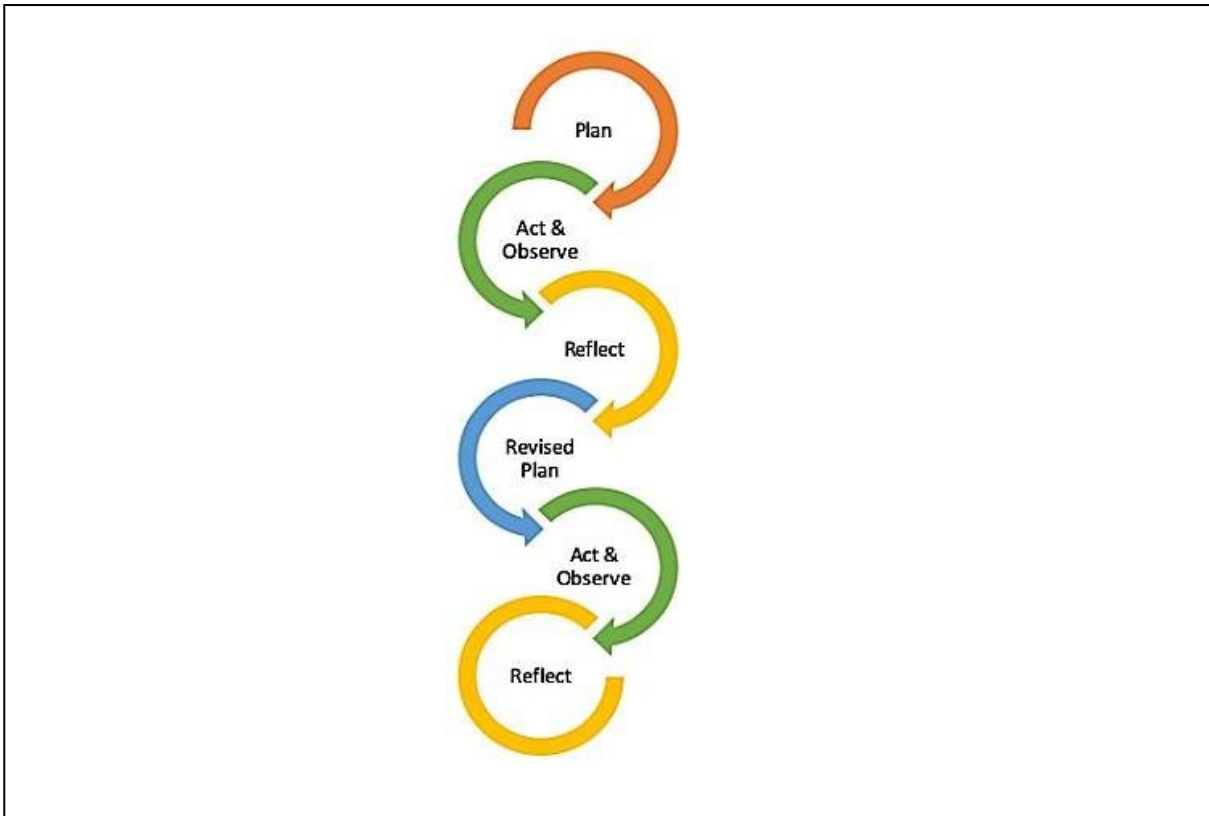 Plan
Act &
Observe
Reflect
Revised
Plan
Act &
Observe
Reflect